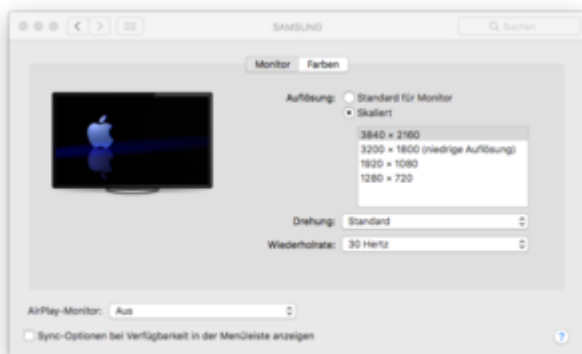 SAMSUNG
Suchen
Monitor Farben
Auflösung: Standard für Monitor
Skaliert
3840 × 2160
3200 × 1800 (niedrige Auflösung)
1920 × 1080
1280 × 720
Drehung: Standard
Wiederholrate: 30 Hertz
AirPlay-Monitor: Aus
Sync-Optionen bei Verfügbarkeit in der Menüleiste anzeigen
?